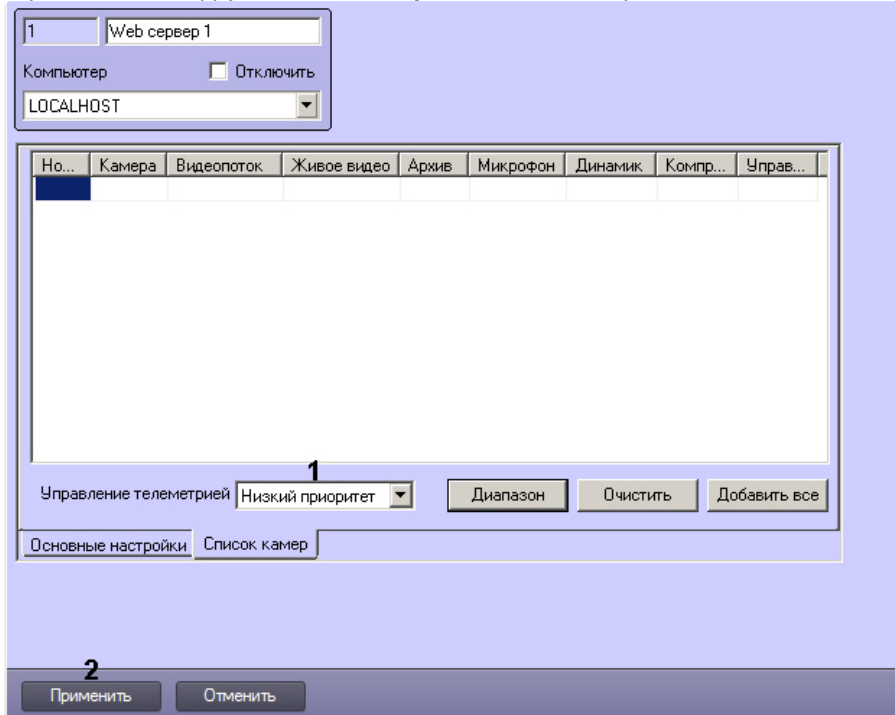 1 Web сервер 1
Компьютер Отключить
LOCALHOST
Но... Камера Видеопоток Живое видео Архив Микрофон Динамик Компр... Управ...
1
Управление телеметрией Низкий приоритет Диапазон Очистить Добавить все
Основные настройки Список камер
2
Применить Отменить